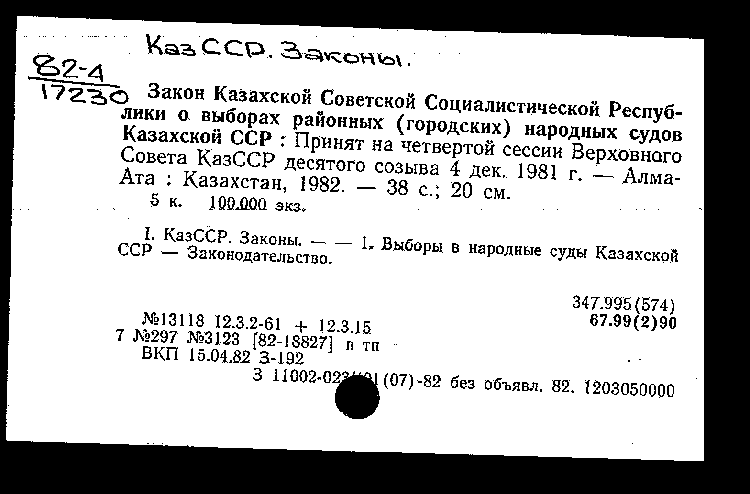 Каз ССР. Законы.
82-4
17230
Закон Казахской Советской Социалистической Респуб-
лики о выборах районных (городских) народных судов
Казахской ССР : Принят на четвертой сессии Верховного
Совета КазССР десятого созыва 4 дек. 1981 г. — Алма-
Ата : Казахстан, 1982. — 38 с.; 20 см.
5 к. 100.000 экз.
I. КазССР. Законы. — — 1. Выборы в народные суды Казахской
ССР — Законодательство.
347.995(574)
67.99(2)90
№13118 12.3.2-61 + 12.3.15
7 №297 №3123 [82-18827] п тп
ВКП 15.04.82 З-192
З 11002-023 01(07)-82 без объявл. 82. 1203050000